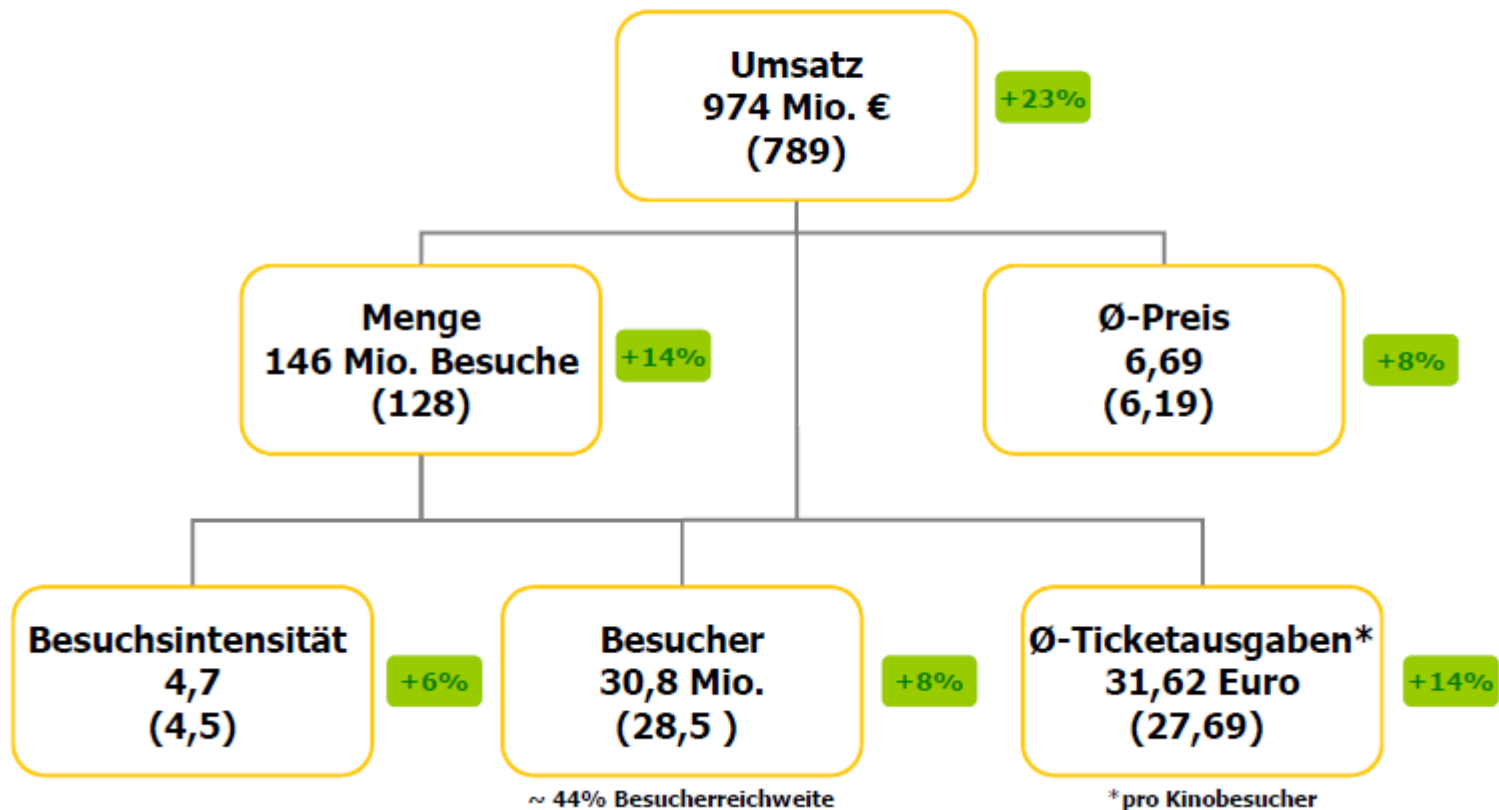 Umsatz
974 Mio. €
(789)
+23%
Menge
146 Mio. Besuche
(128)
+14%
Ø-Preis
6,69
(6,19)
+8%
Besuchsintensität
4,7
(4,5)
+6%
Besucher
30,8 Mio.
(28,5 )
+8%
Ø-Ticketausgaben*
31,62 Euro
(27,69)
+14%
~ 44% Besucherreichweite
*pro Kinobesucher